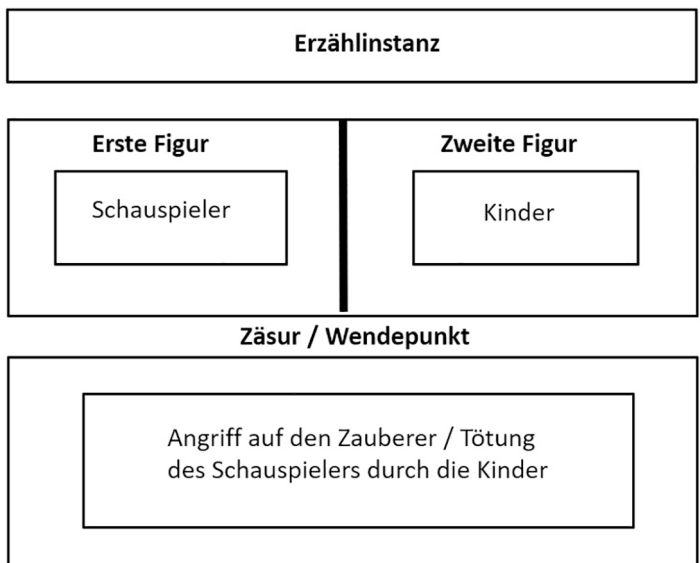 Erzählinstanz
Erste Figur
Zweite Figur
Schauspieler
Kinder
Zäsur / Wendepunkt
Angriff auf den Zauberer / Tötung
des Schauspielers durch die Kinder